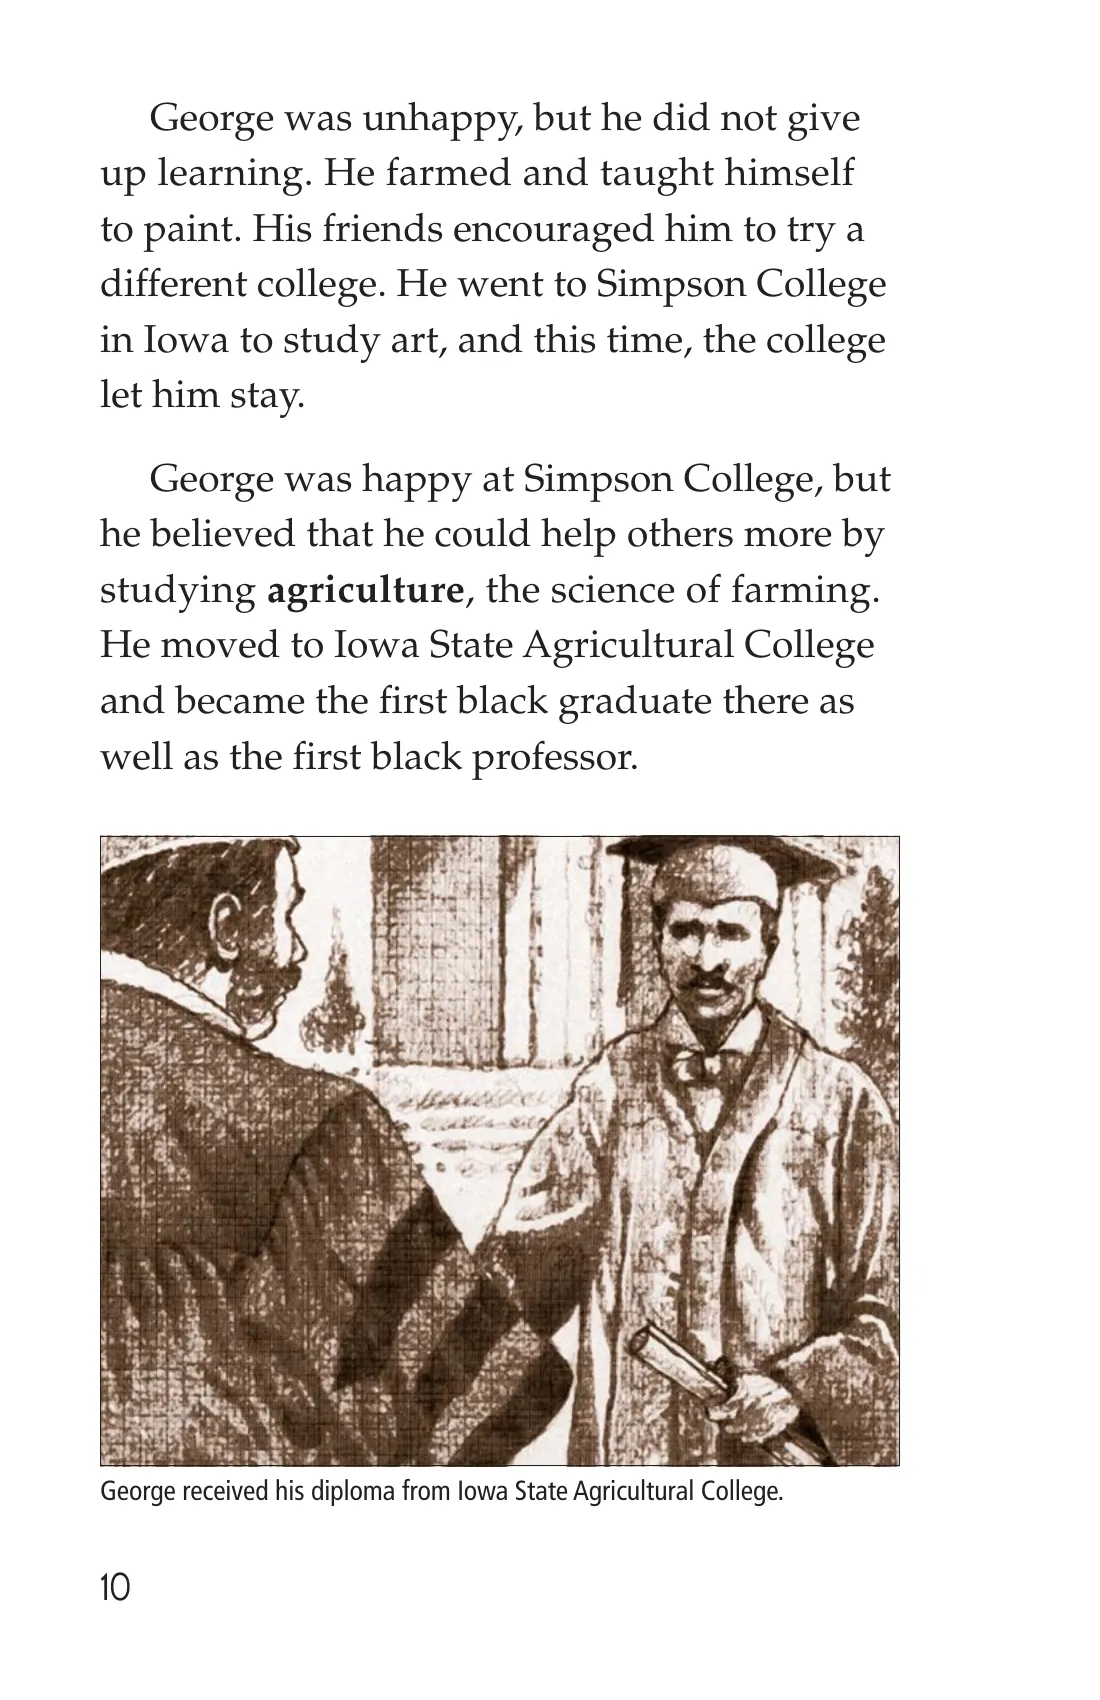 George was unhappy, but he did not give
up learning. He farmed and taught himself
to paint. His friends encouraged him to try a
different college. He went to Simpson College
in Iowa to study art, and this time, the college
let him stay.
George was happy at Simpson College, but
he believed that he could help others more by
studying agriculture, the science of farming.
He moved to Iowa State Agricultural College
and became the first black graduate there as
well as the first black professor.
George received his diploma from Iowa State Agricultural College.
10